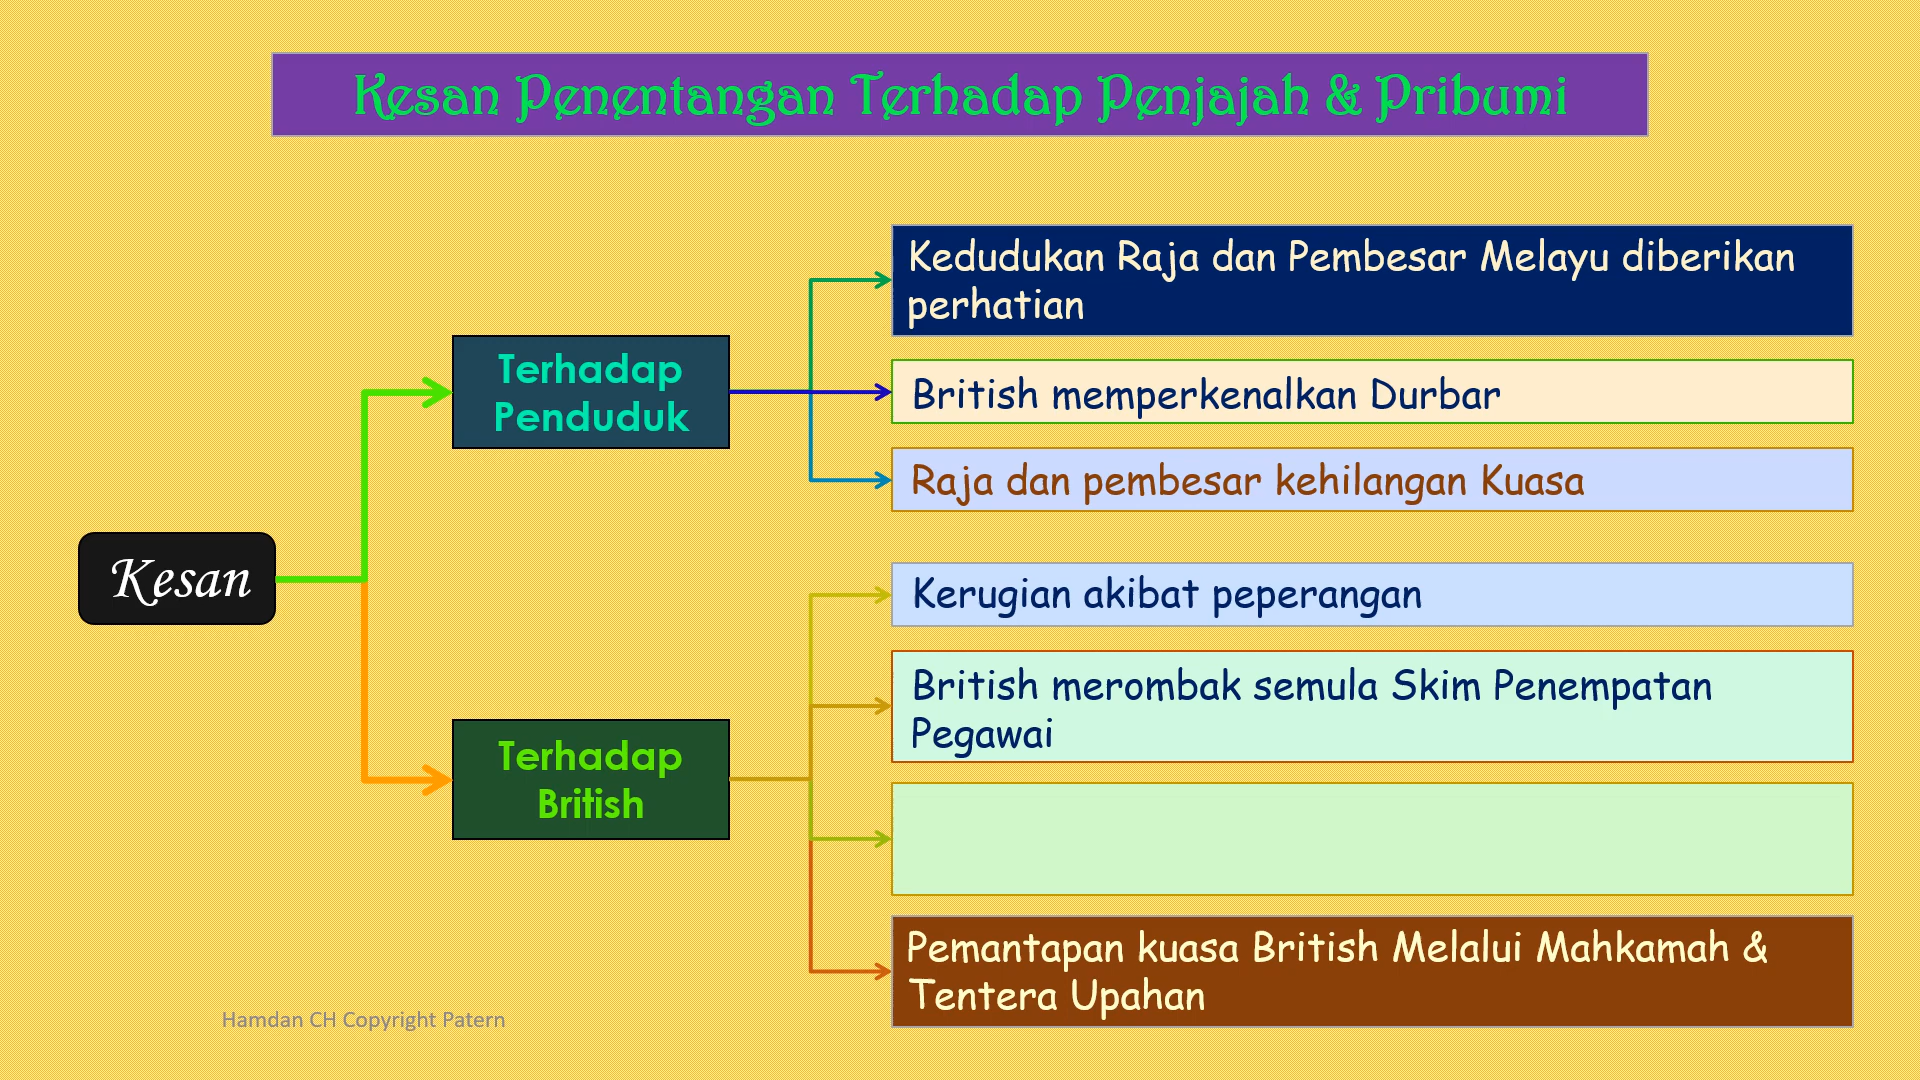 Kesan Penentangan Terhadap Penjajah & Pribumi
Kedudukan Raja dan Pembesar Melayu diberikan
perhatian
Terhadap
Penduduk
British memperkenalkan Durbar
Raja dan pembesar kehilangan Kuasa
Kesan
Kerugian akibat peperangan
British merombak semula Skim Penempatan
Pegawai
Terhadap
British
Pemantapan kuasa British Melalui Mahkamah &
Tentera Upahan
Hamdan CH Copyright Patern